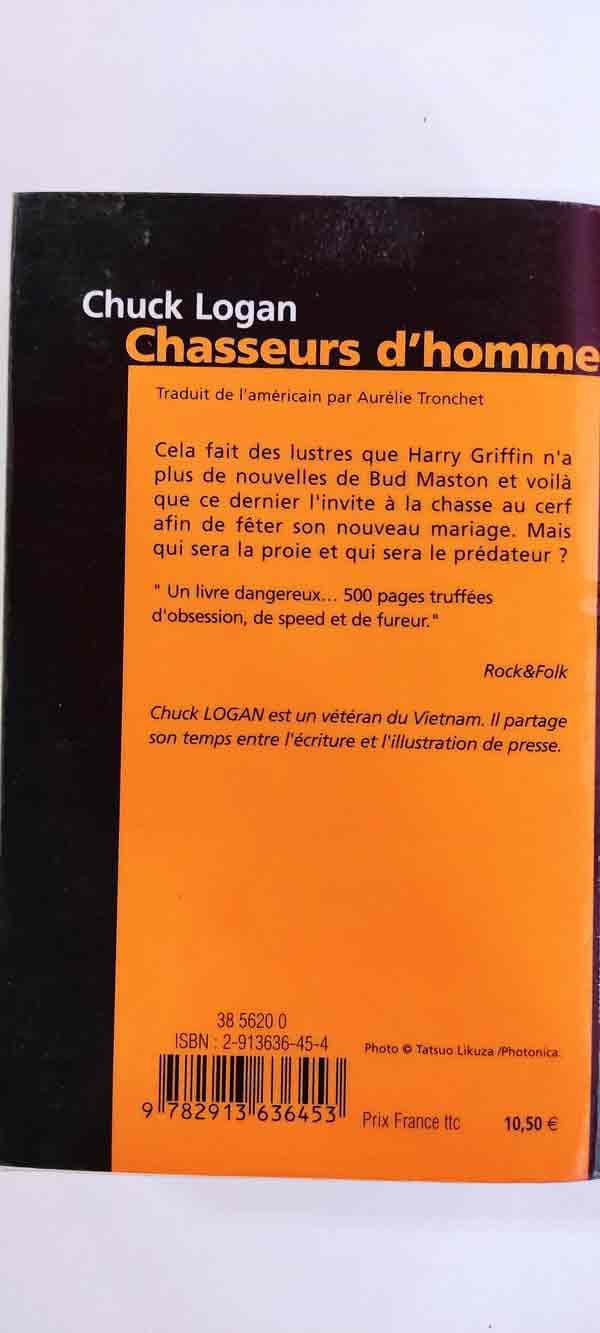 Chuck Logan
Chasseurs d'homme
Traduit de l'américain par Aurélie Tronchet
Cela fait des lustres que Harry Griffin n'a
plus de nouvelles de Bud Maston et voilà
que ce dernier l'invite à la chasse au cerf
afin de fêter son nouveau mariage. Mais
qui sera la proie et qui sera le prédateur ?
" Un livre dangereux... 500 pages truffées
d'obsession, de speed et de fureur."
Rock&Folk
Chuck LOGAN est un vétéran du Vietnam. Il partage
son temps entre l'écriture et l'illustration de presse.
38 5620 0
ISBN : 2-913636-45-4
Photo © Tatsuo Likuza /Photonica.
9 782913 636453
Prix France ttc 10,50 €